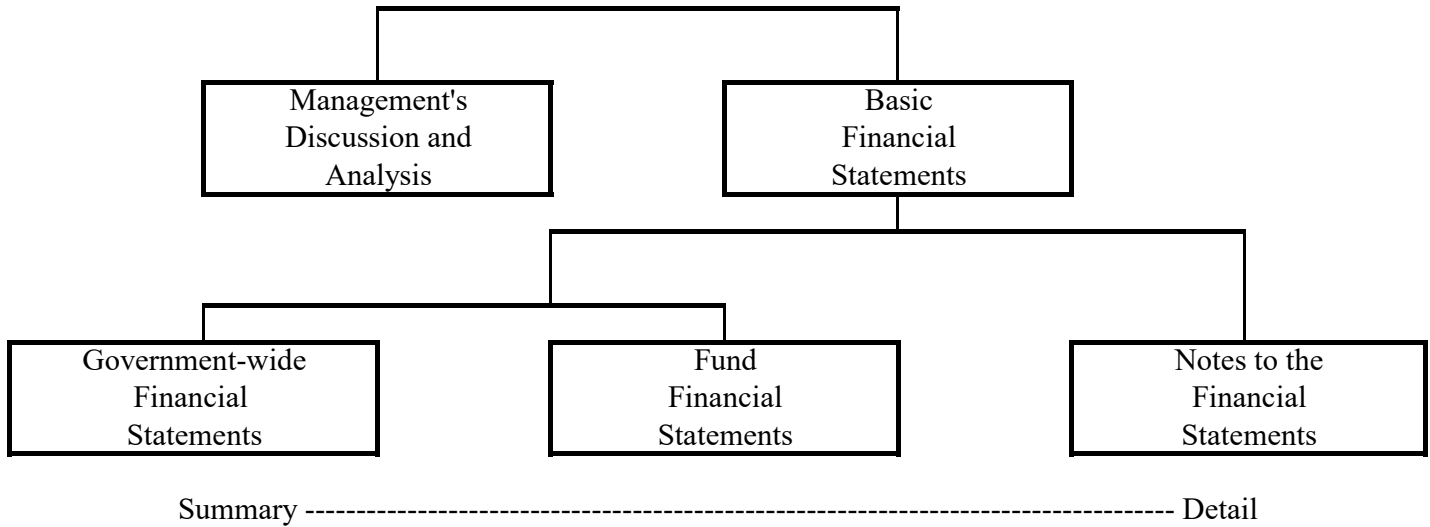 Management's
Discussion and
Analysis
Basic
Financial
Statements
Government-wide
Financial
Statements
Fund
Financial
Statements
Notes to the
Financial
Statements
Summary ------------------------------------------------------------------------------------- Detail